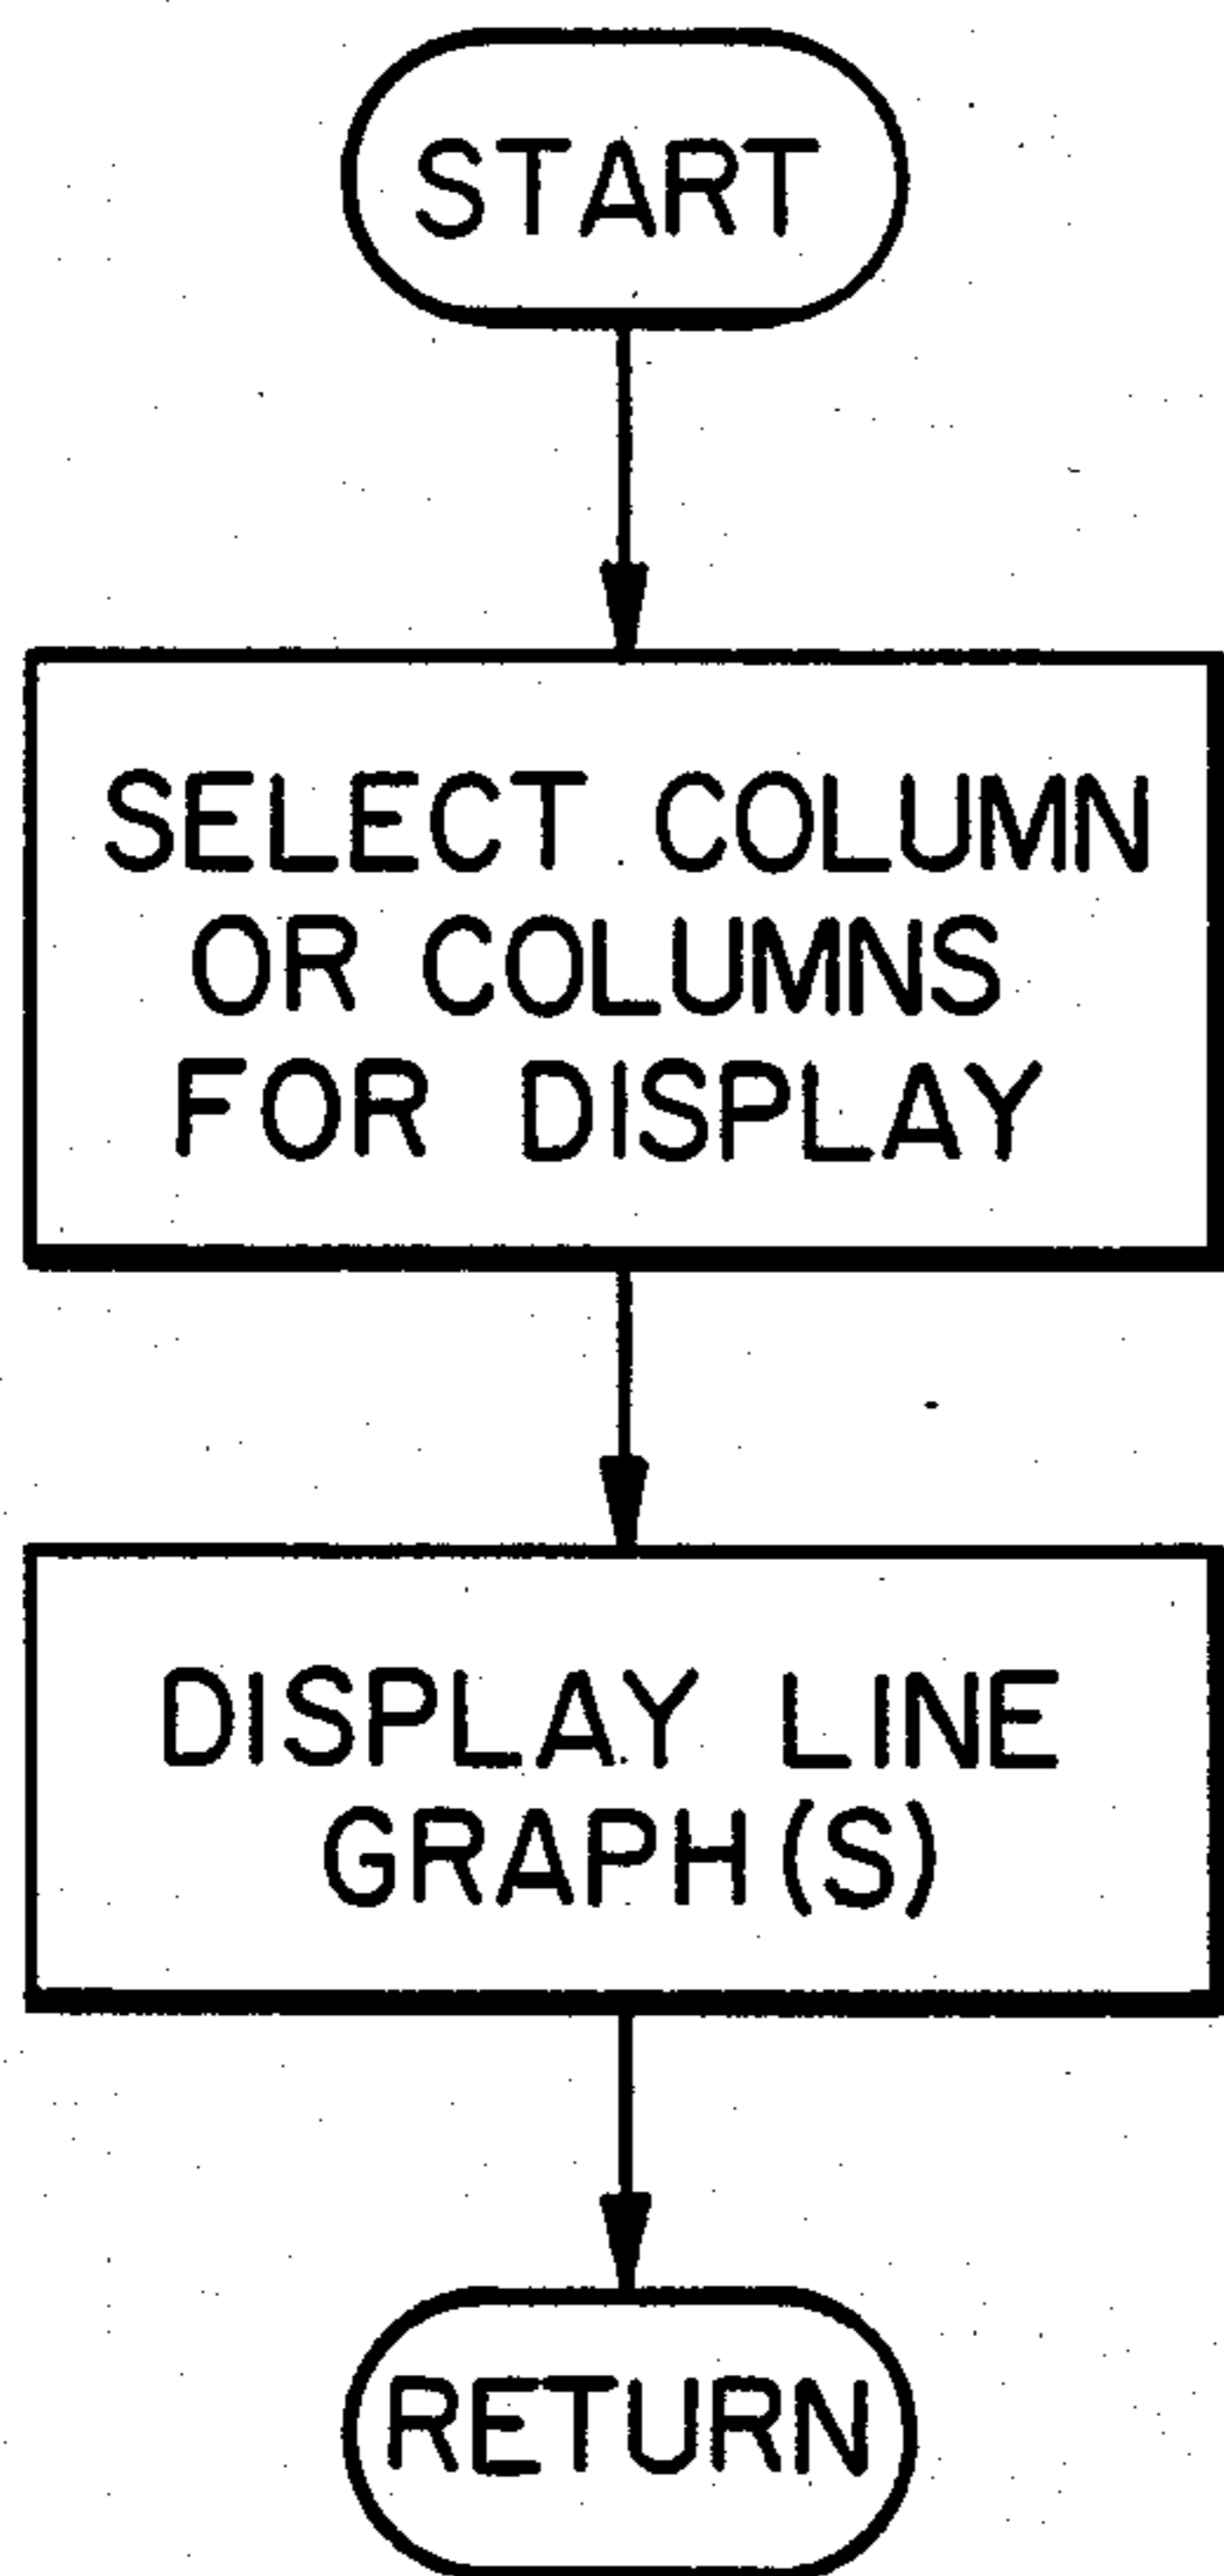 START
SELECT COLUMN
OR COLUMNS
FOR DISPLAY
DISPLAY LINE
GRAPH(S)
RETURN